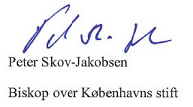 Peter Skov-Jakobsen
Biskop over Københavns stift